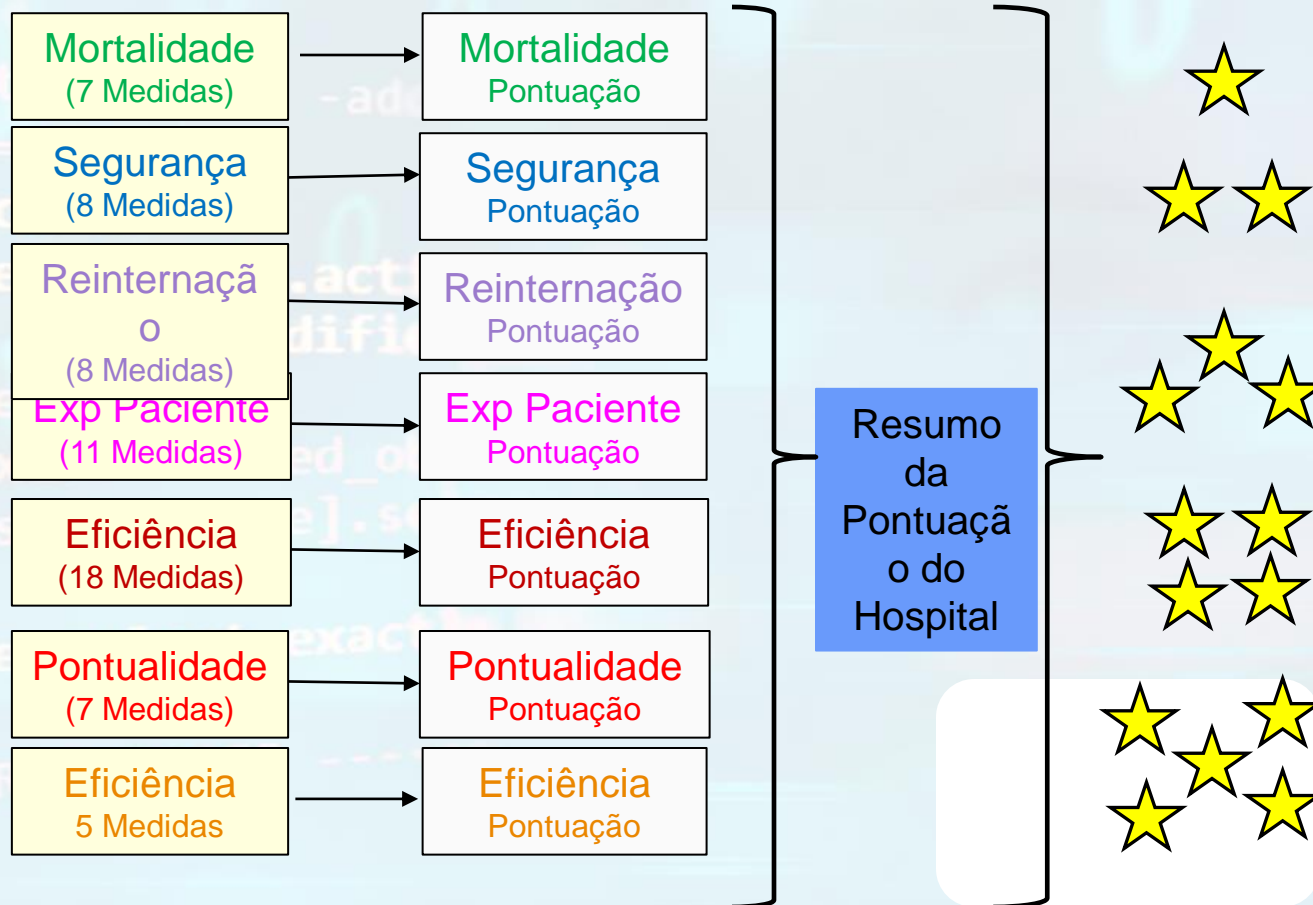 Mortalidade
(7 Medidas)
Mortalidade
Pontuação
Segurança
(8 Medidas)
Segurança
Pontuação
Reinternaçã
o
(8 Medidas)
Reinternação
Pontuação
Exp Paciente
(11 Medidas)
Exp Paciente
Pontuação
Eficiência
(18 Medidas)
Eficiência
Pontuação
Pontualidade
(7 Medidas)
Pontualidade
Pontuação
Eficiência
5 Medidas
Eficiência
Pontuação
Resumo
da
Pontuaçã
o do
Hospital